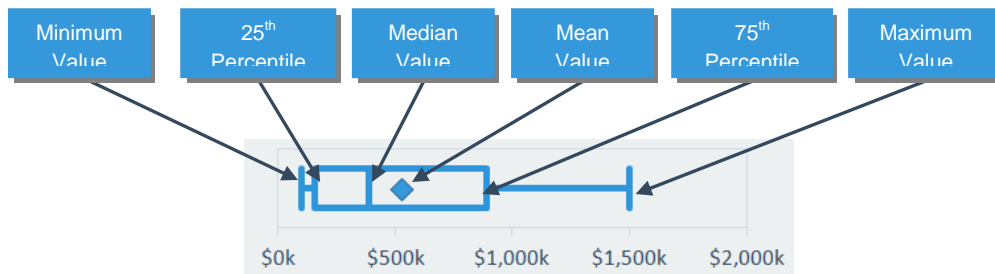 Minimum
Value
25th
Percentile
Median
Value
Mean
Value
75th
Percentile
Maximum
Value
$0k $500k $1,000k $1,500k $2,000k